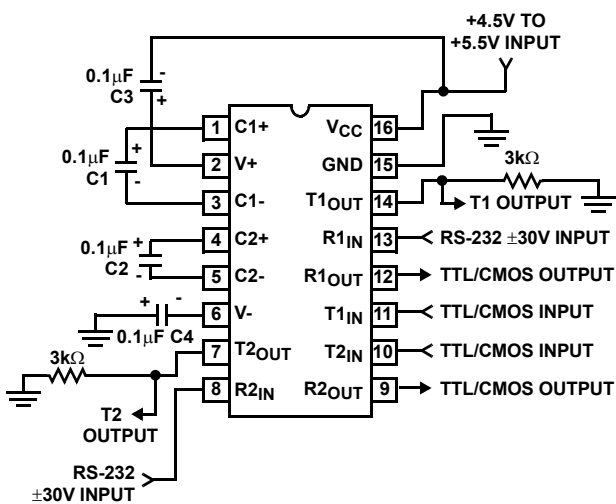 +4.5V TO
+5.5V INPUT
0.1μF
-
C3
+
1 C1+
VCC 16
0.1μF
+
C1
-
2 V+
GND 15
3kΩ
3 C1-
T1OUT 14
T1 OUTPUT
0.1μF
+
C2
-
4 C2+
R1IN 13
RS-232 ±30V INPUT
5 C2-
R1OUT 12
TTL/CMOS OUTPUT
+ -
0.1μF C4
6 V-
T1IN 11
TTL/CMOS INPUT
3kΩ
7 T2OUT
T2IN 10
TTL/CMOS INPUT
8 R2IN
R2OUT 9
TTL/CMOS OUTPUT
T2
OUTPUT
RS-232
±30V INPUT